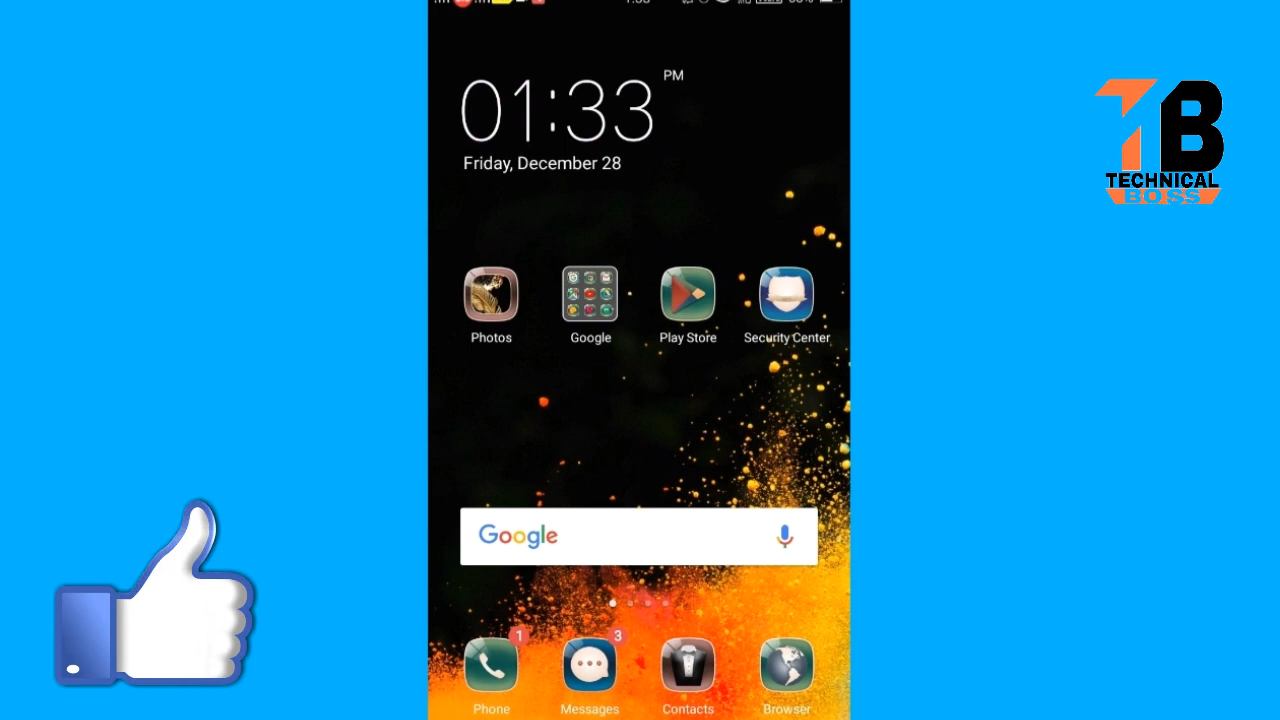 01:33 PM
Friday, December 28
TECHNICAL
BOSS
Photos
Google
Play Store
Security Center
Google
1
3
Phone
Messages
Contacts
Browser